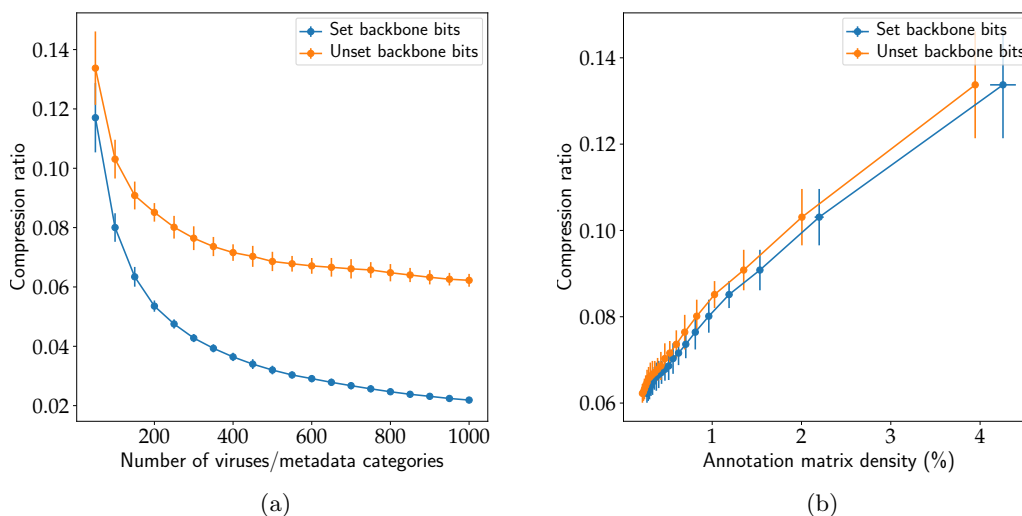 Set backbone bits
Unset backbone bits
0.14
0.12
0.10
0.08
0.06
0.04
0.02
Compression ratio
200
400
600
800
1000
Number of viruses/metadata categories
(a)
Set backbone bits
Unset backbone bits
0.14
0.12
0.10
0.08
0.06
Compression ratio
1
2
3
4
Annotation matrix density (%)
(b)